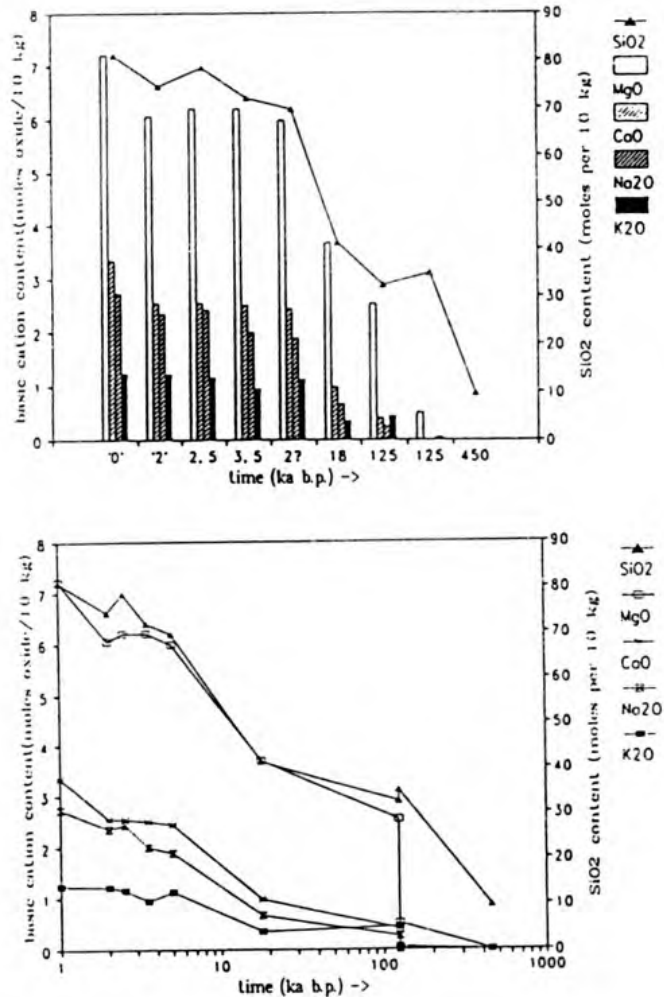 basic cation content(moles oxide/10 kg)
8
7
6
5
4
3
2
1
0
'0' '2' 2,5 3,5 27 18 125 125 450
time (ka b.p.) ->
90
80
70
60
50
40
30
20
10
0
SiO2 content (moles per 10 kg)
SiO2
MgO
CaO
Na2O
K2O
basic cation content(moles oxide/10 kg)
8
7
6
5
4
3
2
1
0
1 10 100 1000
time (ka b.p.) ->
90
80
70
60
50
40
30
20
10
0
SiO2 content (moles per 10 kg)
SiO2
MgO
CaO
Na2O
K2O